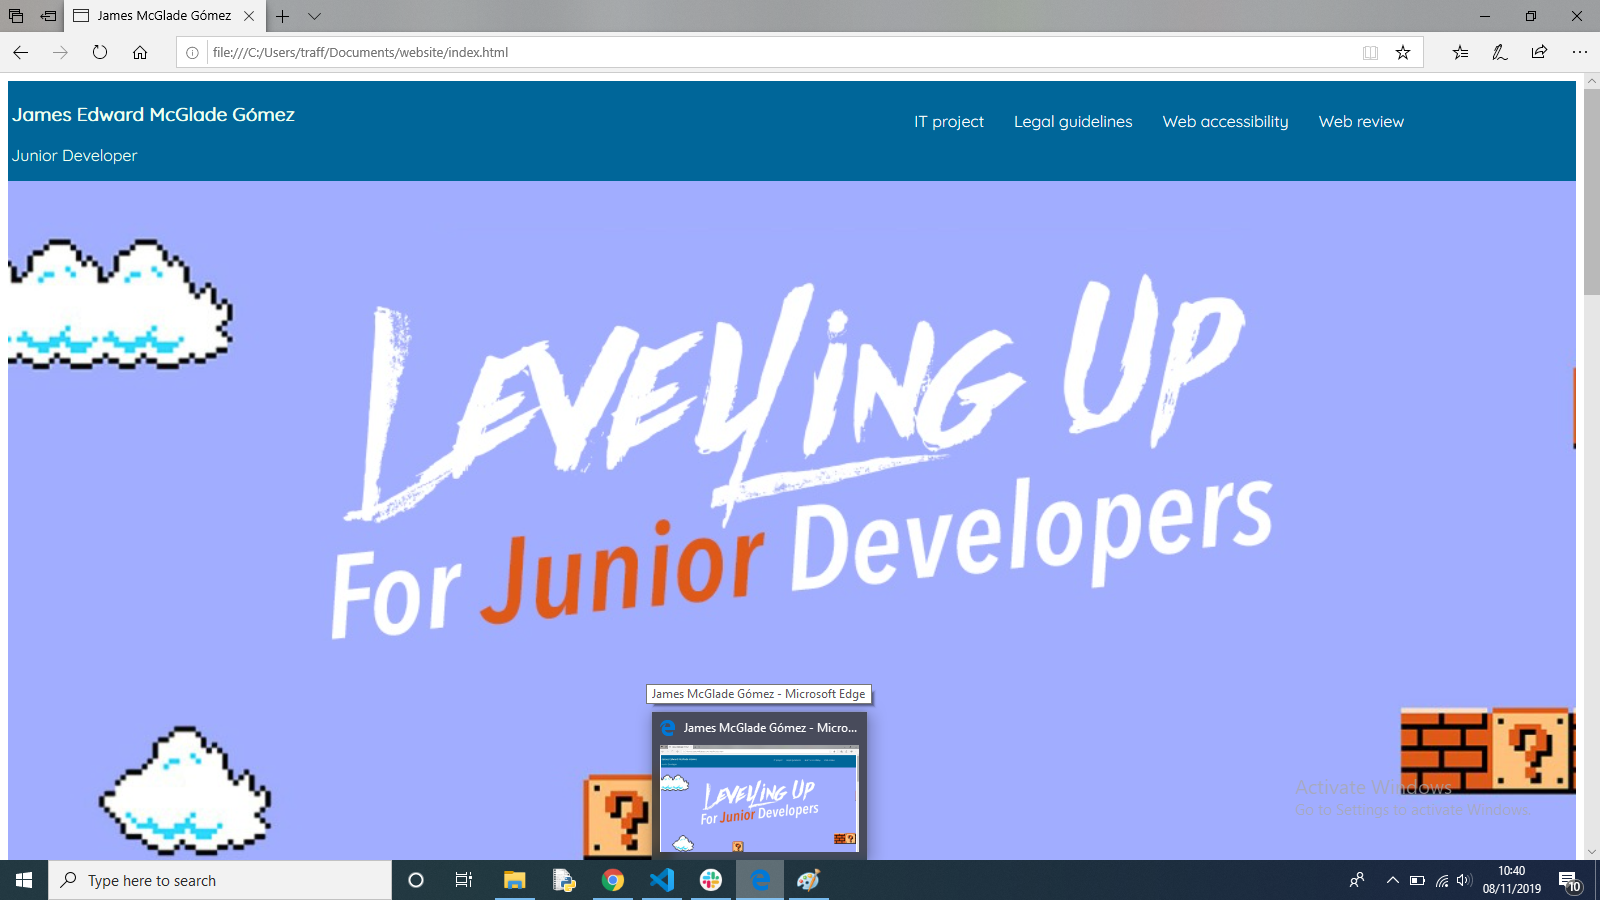 James McGlade Gómez
file:///C:/Users/traff/Documents/website/index.html
James Edward McGlade Gómez
IT project
Legal guidelines
Web accessibility
Web review
Junior Developer
LEVELLING UP
For Junior Developers
?
?
James McGlade Gómez - Microsoft Edge
James McGlade Gómez - Micro...
LEVELLING UP
For Junior Developers
Activate Windows
Go to Settings to activate Windows.
Type here to search
10:40
08/11/2019
10